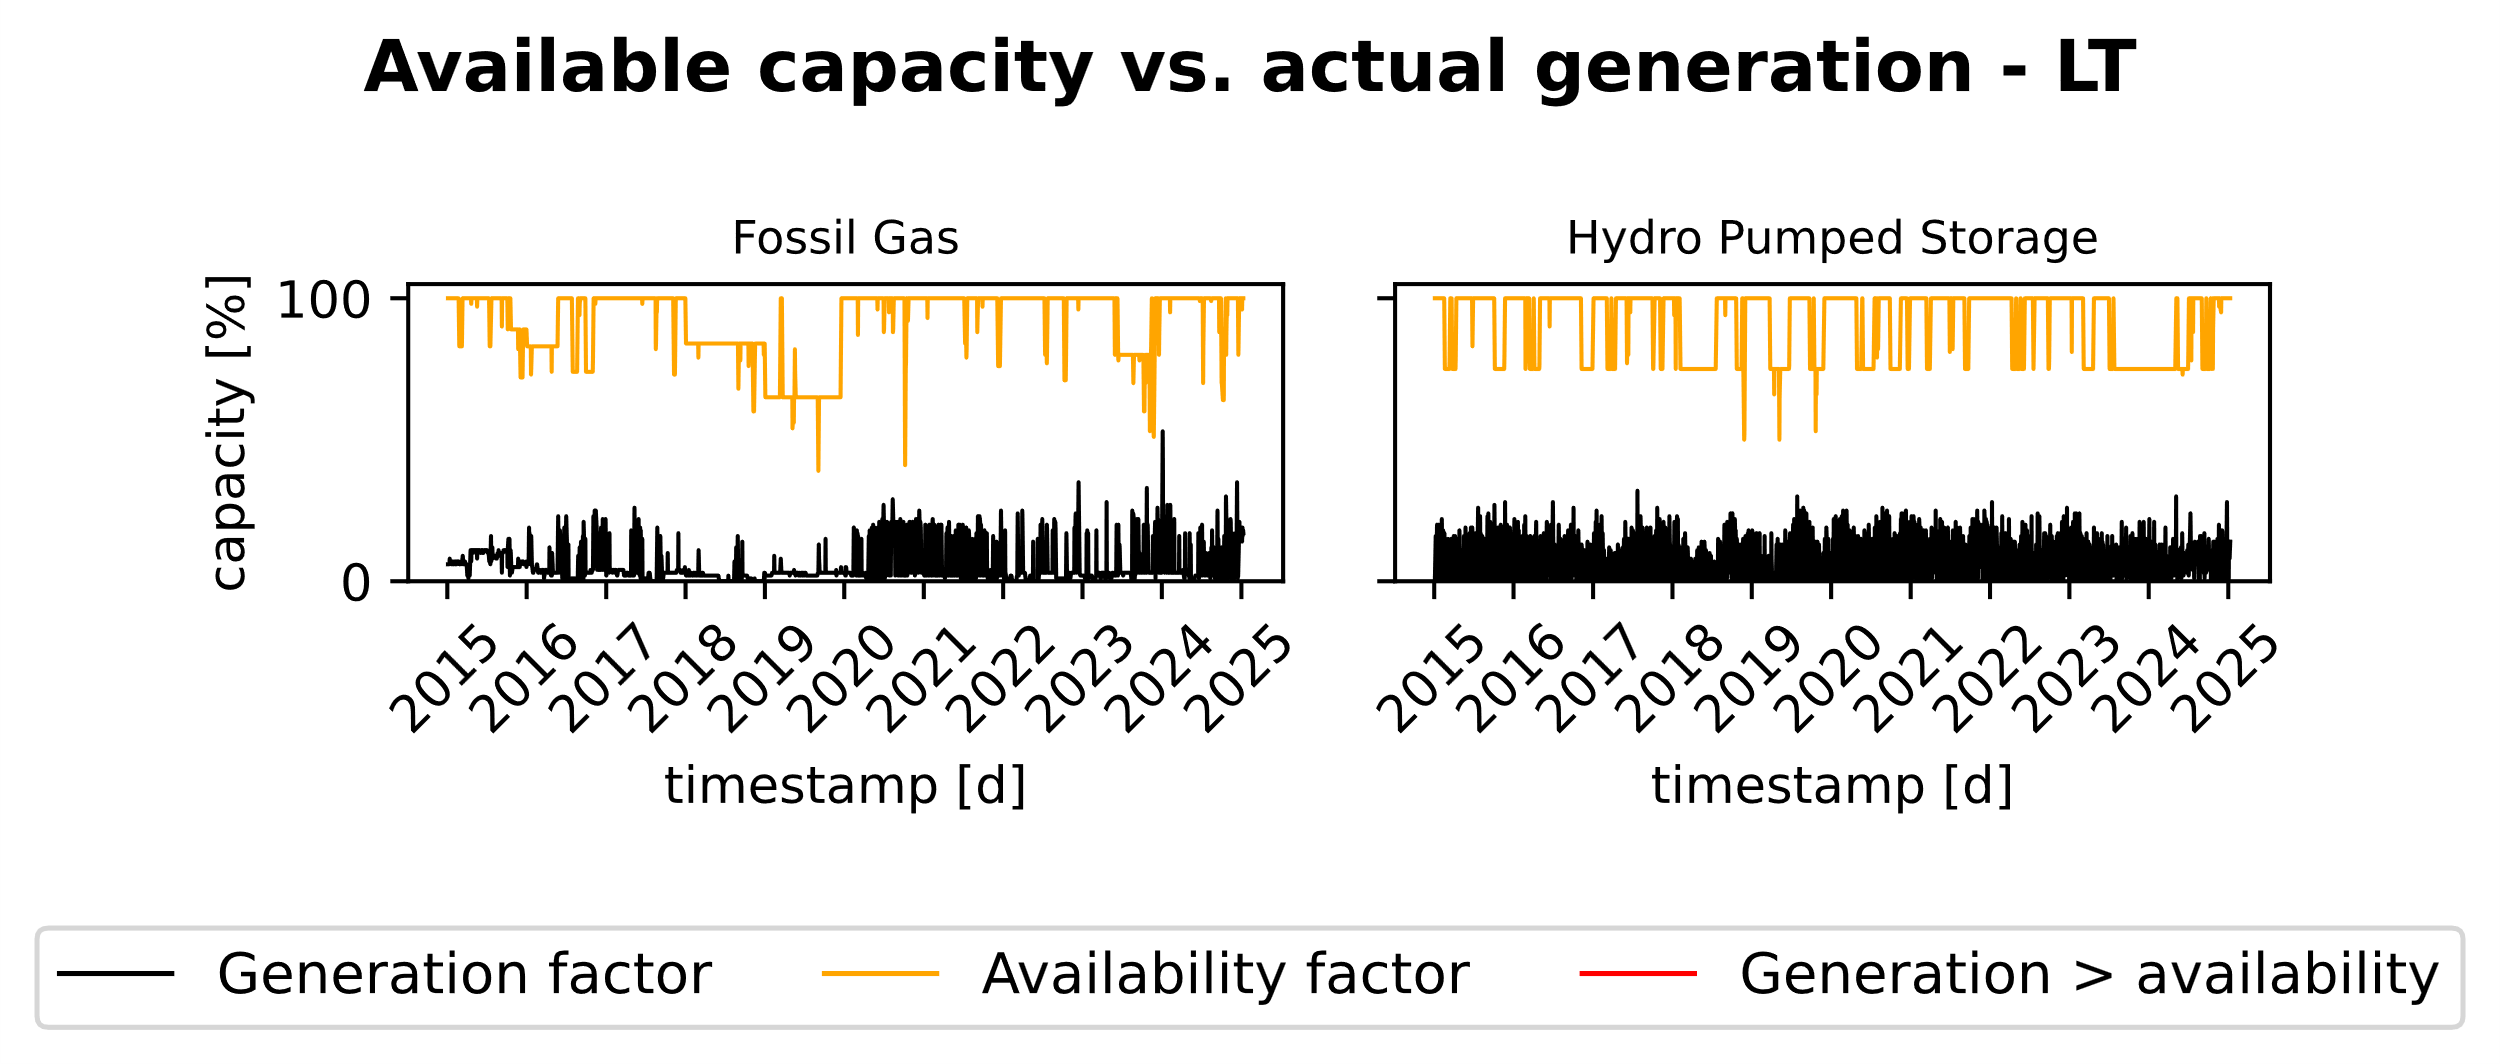 Available capacity vs. actual generation - LT
Fossil Gas
Hydro Pumped Storage
capacity [%]
100
0
2015 2016 2017 2018 2019 2020 2021 2022 2023 2024 2025
2015 2016 2017 2018 2019 2020 2021 2022 2023 2024 2025
timestamp [d]
timestamp [d]
Generation factor
Availability factor
Generation > availability